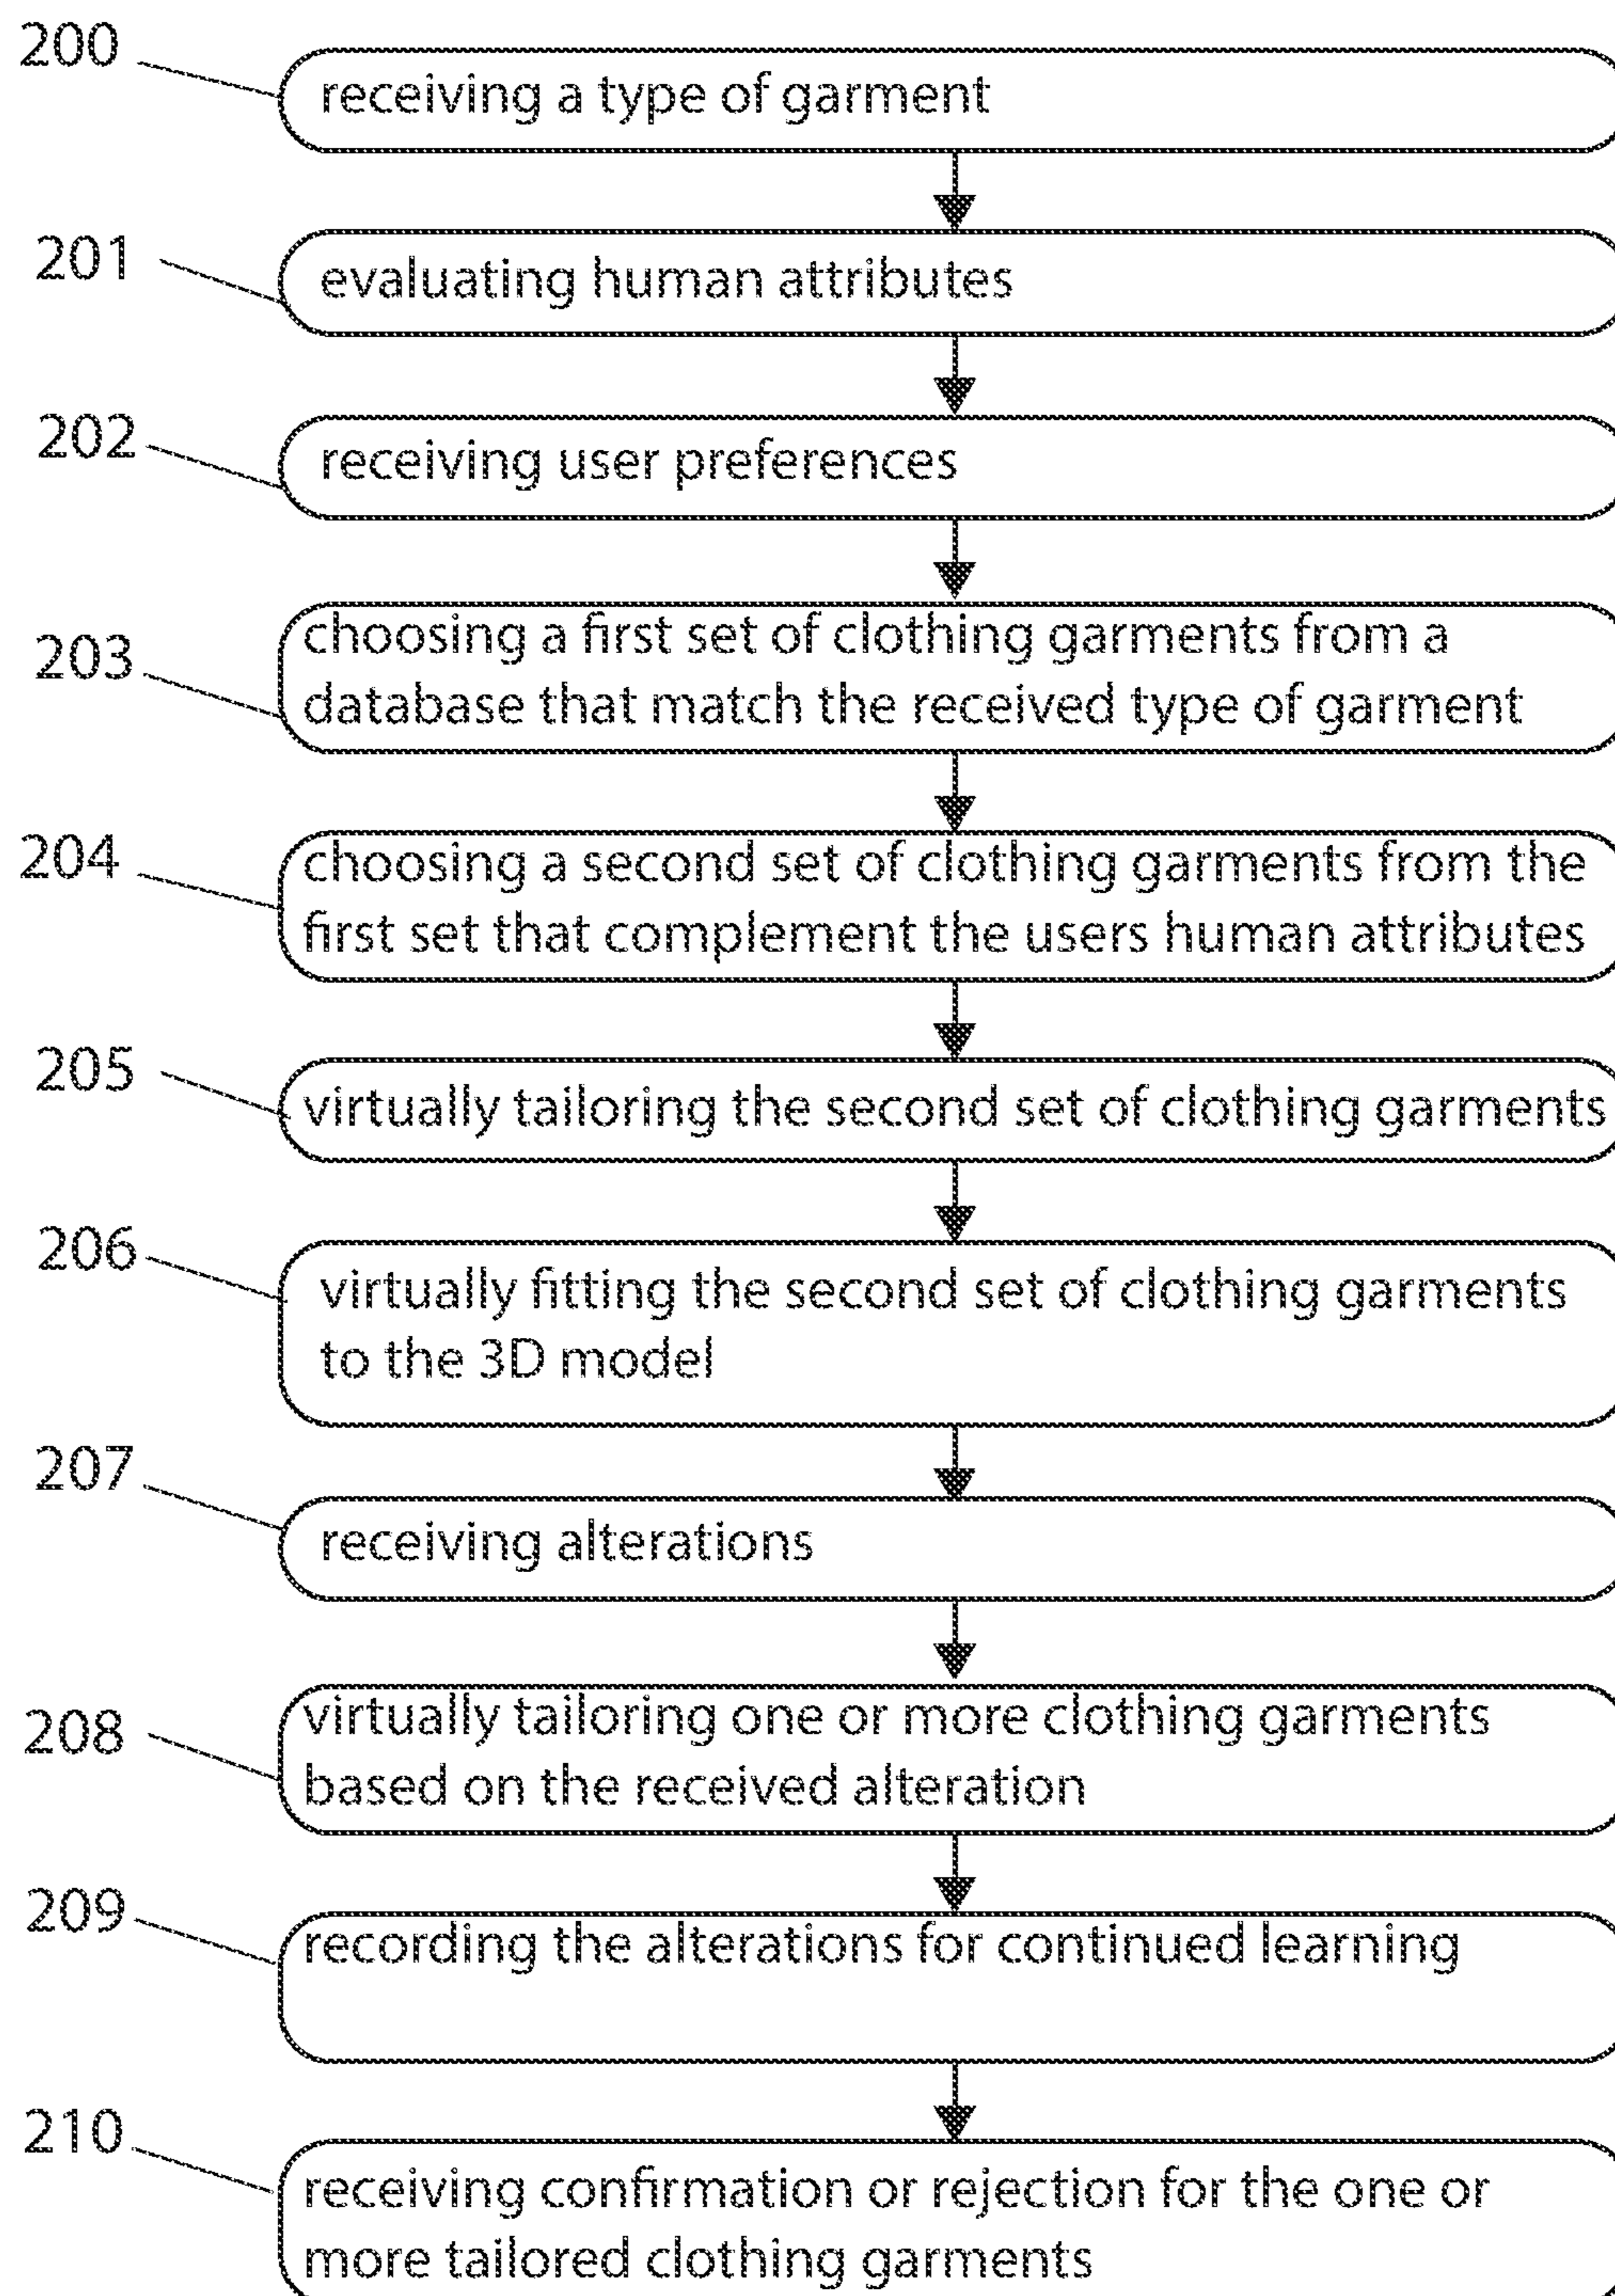 200
receiving a type of garment
201
evaluating human attributes
202
receiving user preferences
203
choosing a first set of clothing garments from a
database that match the received type of garment
204
choosing a second set of clothing garments from the
first set that complement the users human attributes
205
virtually tailoring the second set of clothing garments
206
virtually fitting the second set of clothing garments
to the 3D model
207
receiving alterations
208
virtually tailoring one or more clothing garments
based on the received alteration
209
recording the alterations for continued learning
210
receiving confirmation or rejection for the one or
more tailored clothing garments